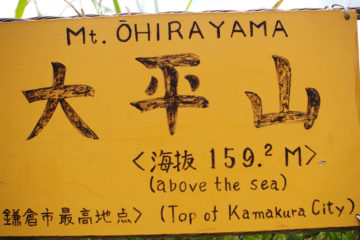 Mt. ŌHIRAYAMA
大平山
〈海抜 159.2 M〉
(above the sea)
鎌倉市最高地点〉 (Top of Kamakura City)